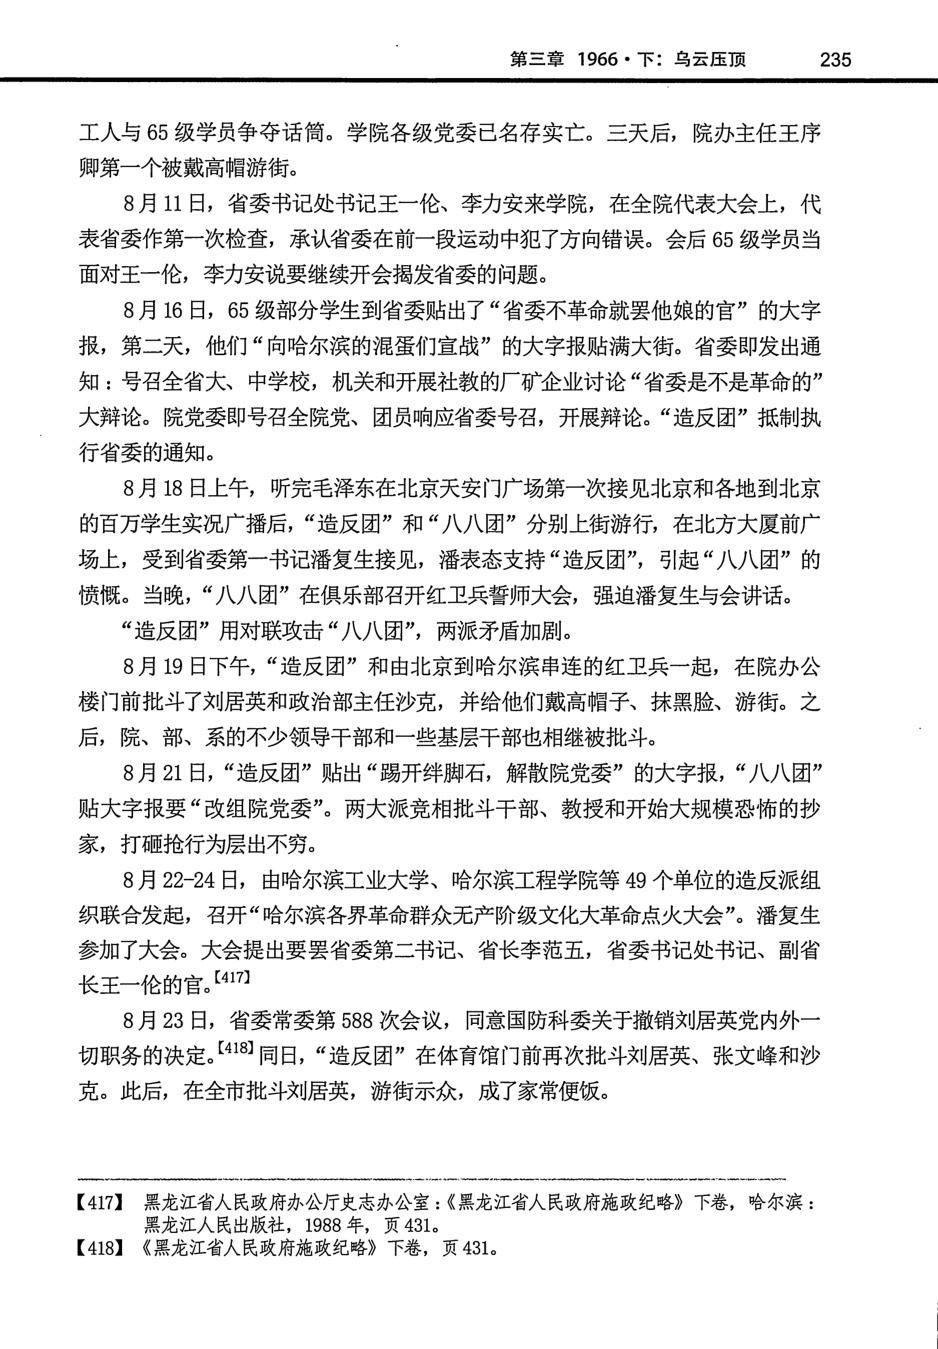 第三章 1966·下：乌云压顶 235
工人与 65 级学员争夺话筒。学院各级党委已名存实亡。三天后，院办主任王序
卿第一个被戴高帽游街。
8 月 11 日，省委书记处书记王一伦、李力安来学院，在全院代表大会上，代
表省委作第一次检查，承认省委在前一段运动中犯了方向错误。会后 65 级学员当
面对王一伦，李力安说要继续开会揭发省委的问题。
8 月 16 日，65 级部分学生到省委贴出了“省委不革命就罢他娘的官”的大字
报，第二天，他们“向哈尔滨的混蛋们宣战”的大字报贴满大街。省委即发出通
知：号召全省大、中学校，机关和开展社教的厂矿企业讨论“省委是不是革命的”
大辩论。院党委即号召全院党、团员响应省委号召，开展辩论。“造反团”抵制执
行省委的通知。
8 月 18 日上午，听完毛泽东在北京天安门广场第一次接见北京和各地到北京
的百万学生实况广播后，“造反团”和“八八团”分别上街游行，在北方大厦前广
场上，受到省委第一书记潘复生接见，潘表态支持“造反团”，引起“八八团”的
愤慨。当晚，“八八团”在俱乐部召开红卫兵誓师大会，强迫潘复生与会讲话。
“造反团”用对联攻击“八八团”，两派矛盾加剧。
8 月 19 日下午，“造反团”和由北京到哈尔滨串连的红卫兵一起，在院办公
楼门前批斗了刘居英和政治部主任沙克，并给他们戴高帽子、抹黑脸、游街。之
后，院、部、系的不少领导干部和一些基层干部也相继被批斗。
8 月 21 日，“造反团”贴出“踢开绊脚石，解散院党委”的大字报，“八八团”
贴大字报要“改组院党委”。两大派竞相批斗干部、教授和开始大规模恐怖的抄
家，打砸抢行为层出不穷。
8 月 22-24 日，由哈尔滨工业大学、哈尔滨工程学院等 49 个单位的造反派组
织联合发起，召开“哈尔滨各界革命群众无产阶级文化大革命点火大会”。潘复生
参加了大会。大会提出要罢省委第二书记、省长李范五，省委书记处书记、副省
长王一伦的官。【417】
8 月 23 日，省委常委第 588 次会议，同意国防科委关于撤销刘居英党内外一
切职务的决定。【418】同日，“造反团”在体育馆门前再次批斗刘居英、张文峰和沙
克。此后，在全市批斗刘居英，游街示众，成了家常便饭。
【417】 黑龙江省人民政府办公厅史志办公室：《黑龙江省人民政府施政纪略》下卷，哈尔滨：
黑龙江人民出版社，1988 年，页 431。
【418】 《黑龙江省人民政府施政纪略》下卷，页 431。